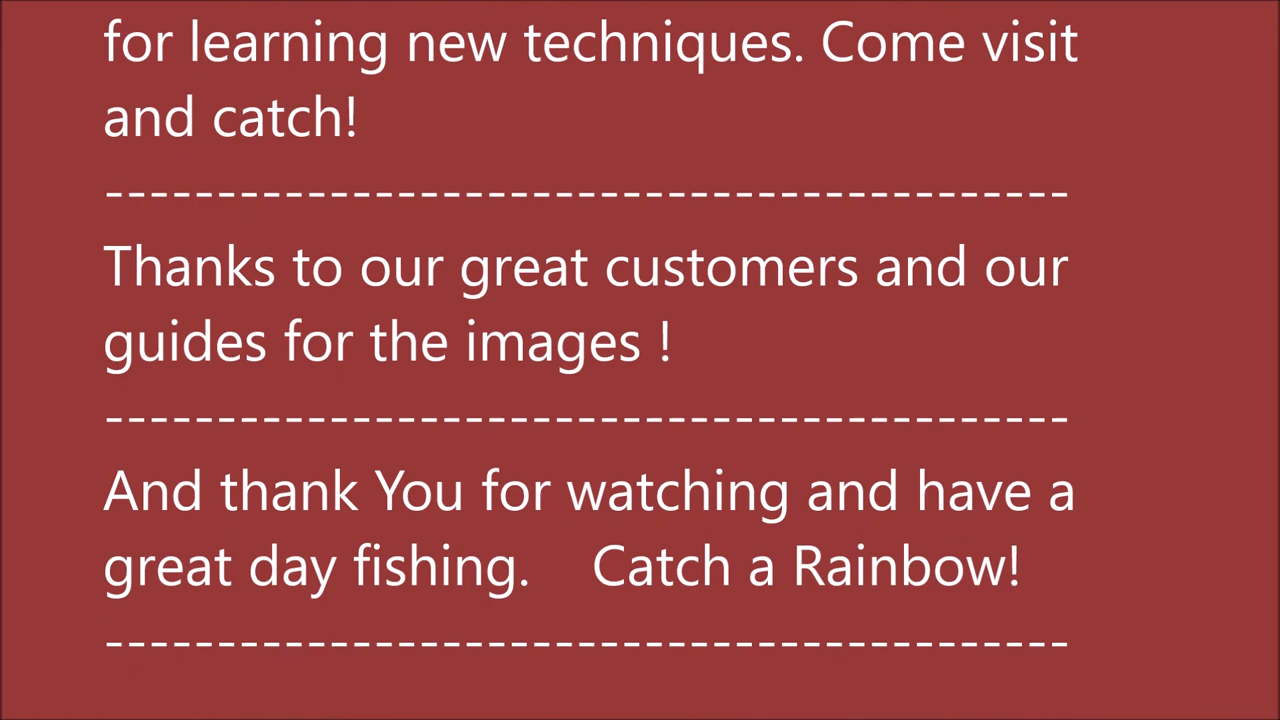 for learning new techniques. Come visit
and catch!
-------------------------------------------
Thanks to our great customers and our
guides for the images !
-------------------------------------------
And thank You for watching and have a
great day fishing.    Catch a Rainbow!
-------------------------------------------